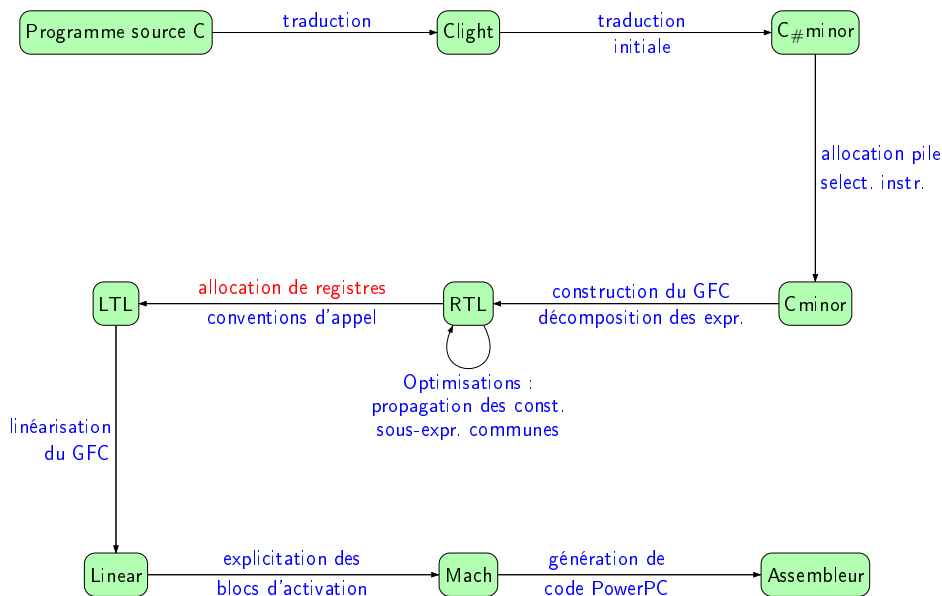 Programme source C
traduction
Clight
traduction
initiale
C#minor
allocation pile
select. instr.
LTL
allocation de registres
conventions d'appel
RTL
construction du GFC
décomposition des expr.
Cminor
Optimisations :
propagation des const.
sous-expr. communes
linéarisation
du GFC
Linear
explicitation des
blocs d'activation
Mach
génération de
code PowerPC
Assembleur